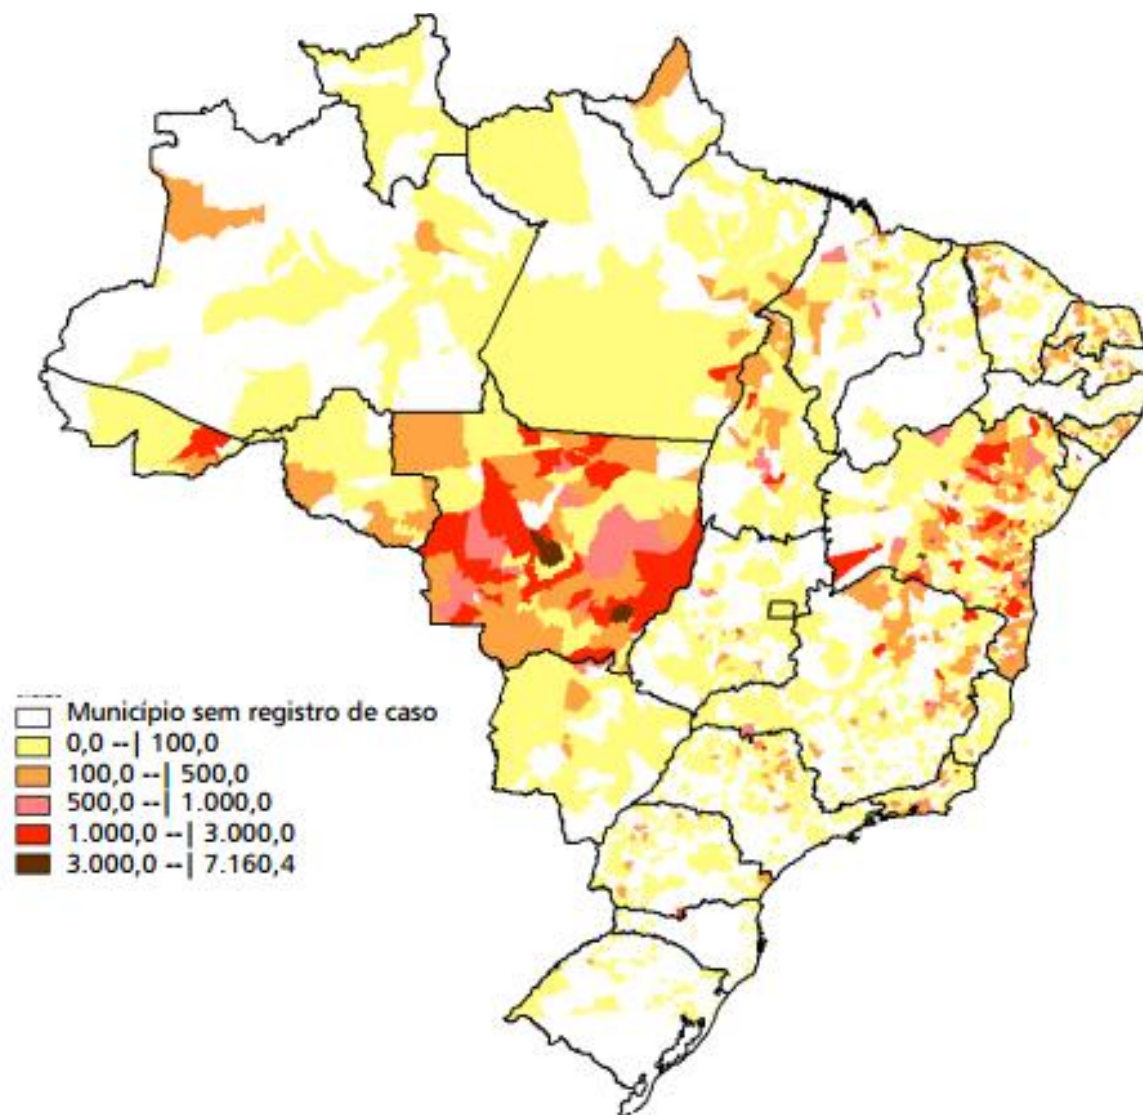 Município sem registro de caso
0,0 --| 100,0
100,0 --| 500,0
500,0 --| 1.000,0
1.000,0 --| 3.000,0
3.000,0 --| 7.160,4